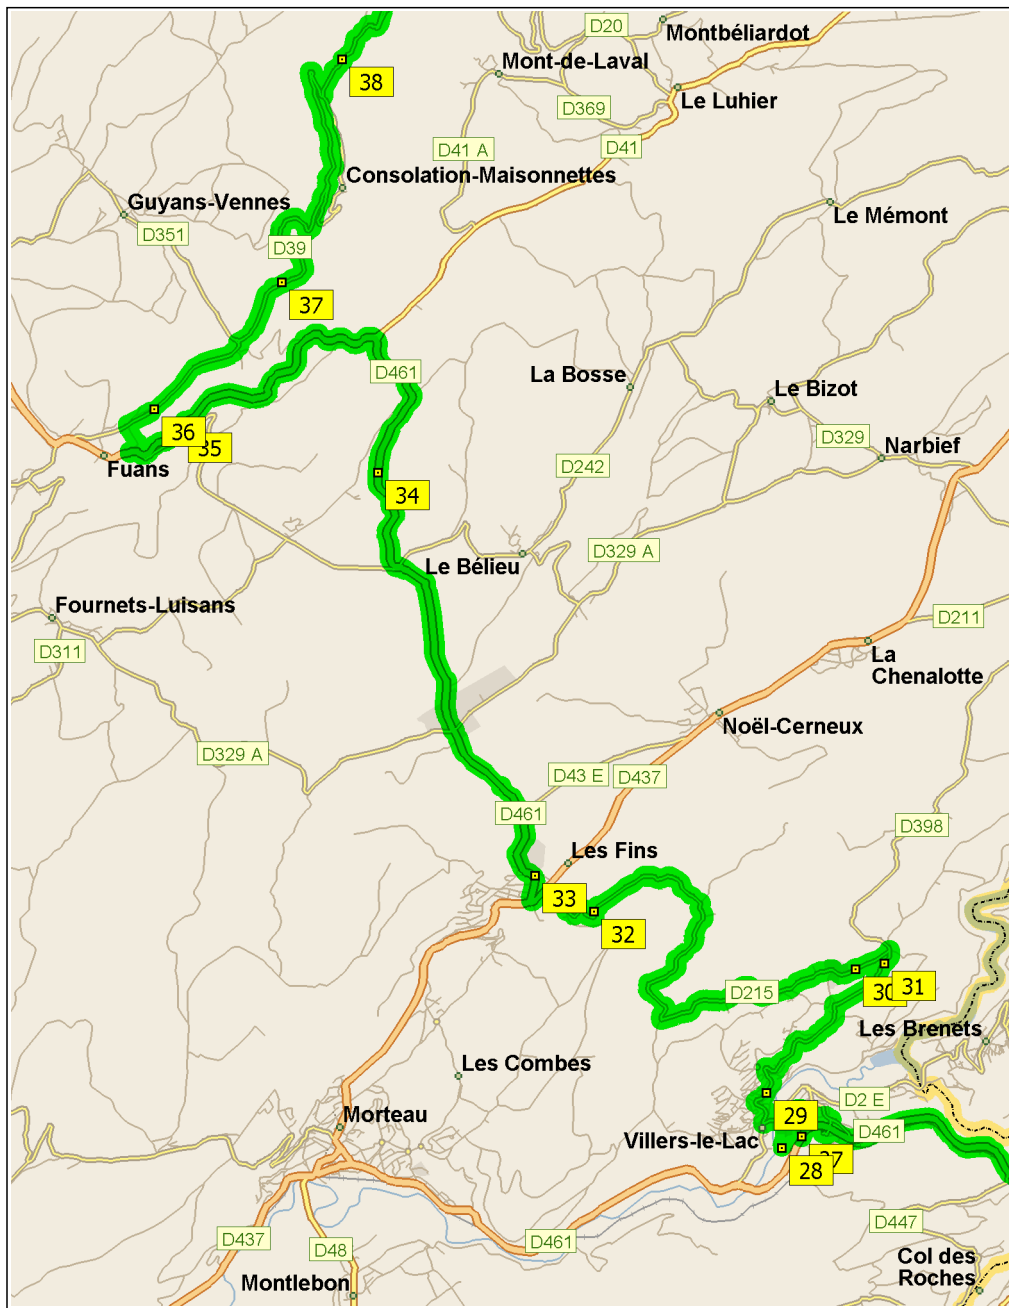 D20
Montbéliardot
Mont-de-Laval
38
Le Luhier
D369
D41 A
D41
Consolation-Maisonnettes
Guyans-Vennes
Le Mémont
D351
D39
37
D461
La Bosse
Le Bizot
36
35
D329
Narbief
Fuans
D242
34
D329 A
Le Bélieu
Fournets-Luisans
D211
D311
La
Chenalotte
Noël-Cerneux
D329 A
D43 E
D437
D461
D398
Les Fins
33
32
30
31
D215
Les Brenets
Les Combes
D2 E
Morteau
29
D461
Villers-le-Lac
27
28
D447
D437
D48
D461
Col des
Roches
Montlebon